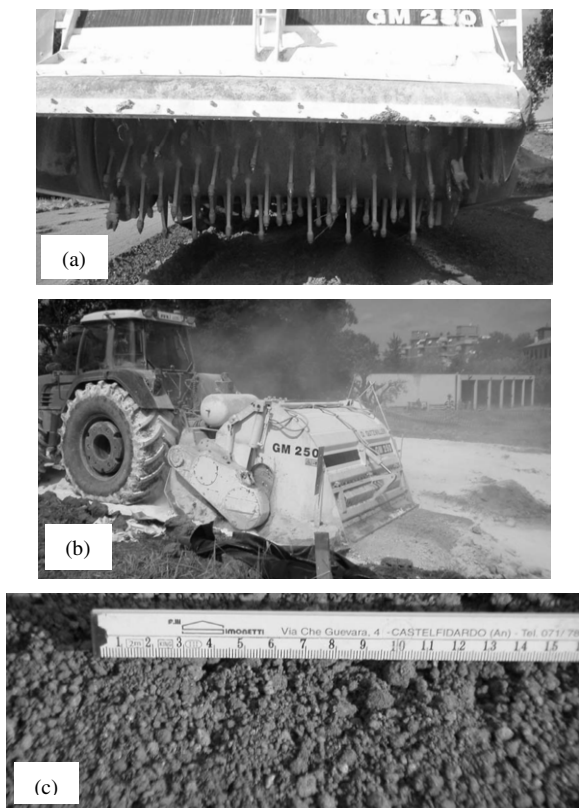 GM 250
(a)
GM 250
(b)
SIMONETTI Via Che Guevara, 4 -CASTELFIDARDO (An) - Tel. 071/78
1 2 3 4 5 6 7 8 9 10 11 12 13 14 15
(c)